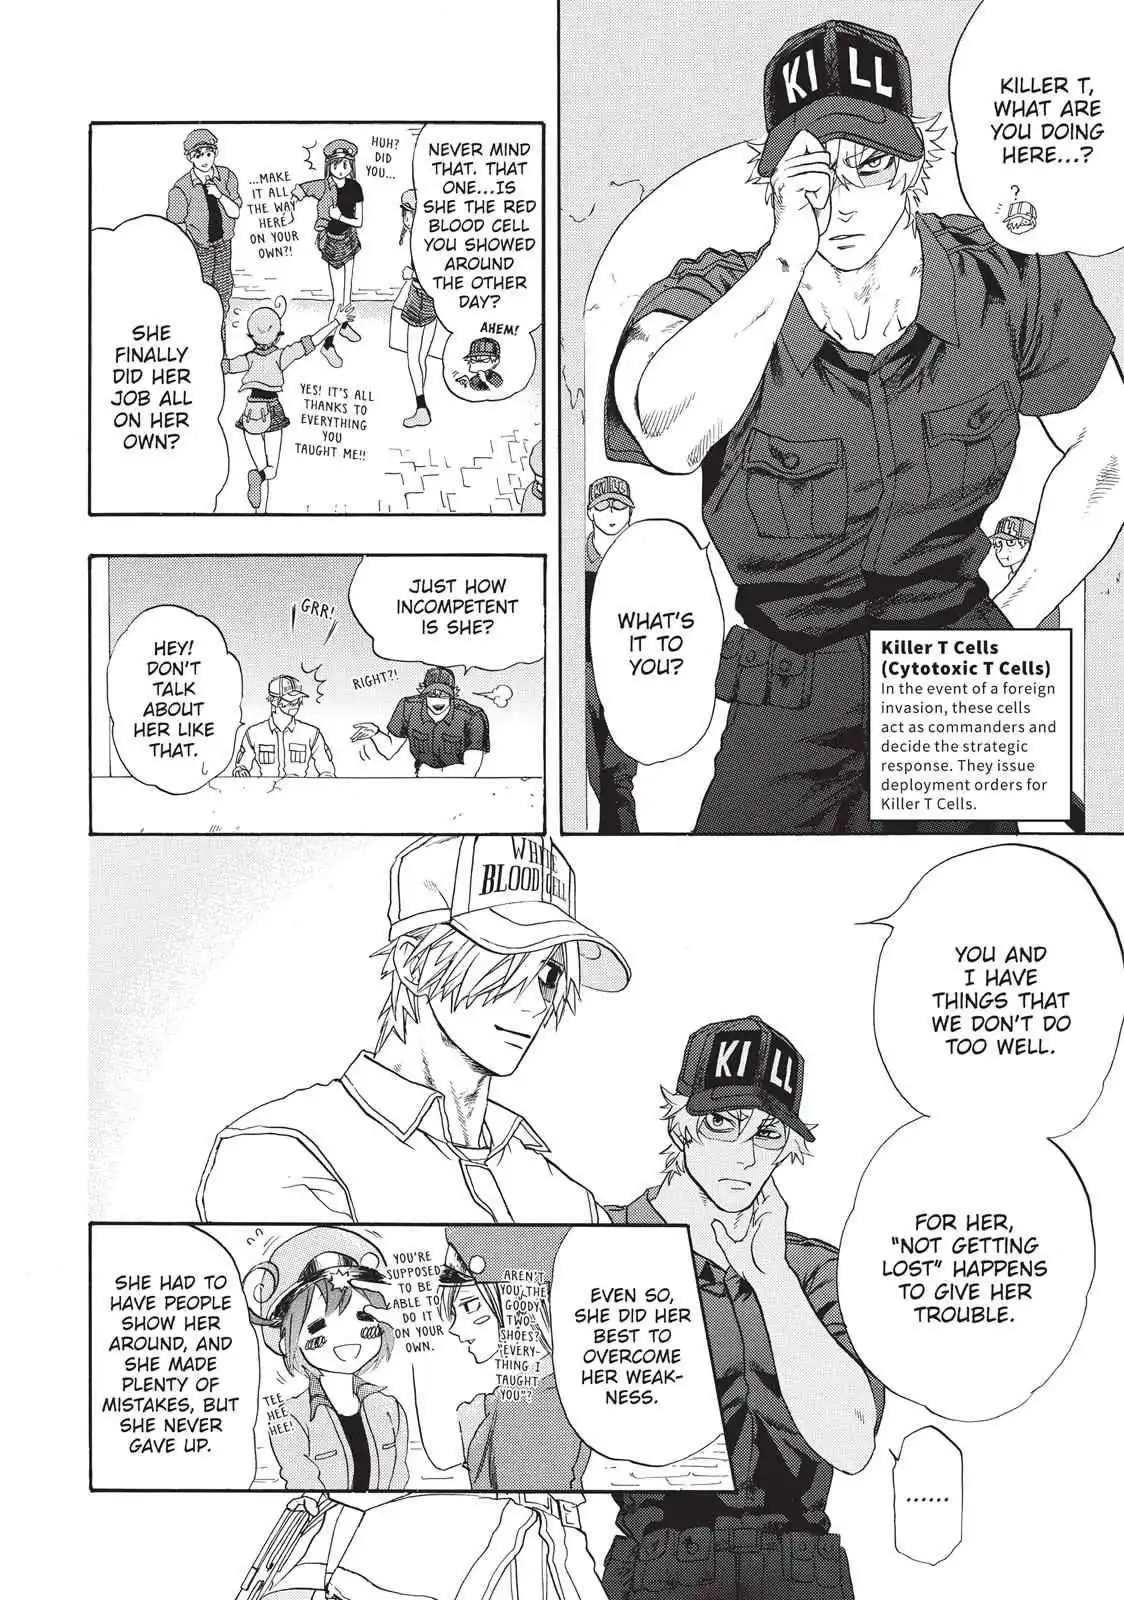 KILLER T,
WHAT ARE
YOU DOING
HERE...?
?
KILL
KILL
KILL
WHAT'S
IT TO
YOU?
Killer T Cells
(Cytotoxic T Cells)
In the event of a foreign
invasion, these cells
act as commanders and
decide the strategic
response. They issue
deployment orders for
Killer T Cells.
NEVER MIND
THAT. THAT
ONE...IS
SHE THE RED
BLOOD CELL
YOU SHOWED
AROUND
THE OTHER
DAY?
AHEM!
HUH?
DID
YOU...
...MAKE
IT ALL
THE WAY
HERE
ON YOUR
OWN?!
YES! IT'S ALL
THANKS TO
EVERYTHING
YOU
TAUGHT ME!!
SHE
FINALLY
DID HER
JOB ALL
ON HER
OWN?
JUST HOW
INCOMPETENT
IS SHE?
RIGHT?!
GRR!
HEY!
DON'T
TALK
ABOUT
HER LIKE
THAT.
YOU AND
I HAVE
THINGS THAT
WE DON'T DO
TOO WELL.
WHITE
BLOOD CELL
KILL
FOR HER,
"NOT GETTING
LOST" HAPPENS
TO GIVE HER
TROUBLE.
EVEN SO,
SHE DID HER
BEST TO
OVERCOME
HER WEAK-
NESS.
AREN'T
YOU THE
GOODY
TWO
SHOES?
"EVERY-
THING I
TAUGHT
YOU"?
YOU'RE
SUPPOSED
TO BE
ABLE TO
DO IT
ON YOUR
OWN.
TEE
HEE
HEE!
SHE HAD TO
HAVE PEOPLE
SHOW HER
AROUND, AND
SHE MADE
PLENTY OF
MISTAKES, BUT
SHE NEVER
GAVE UP.
......